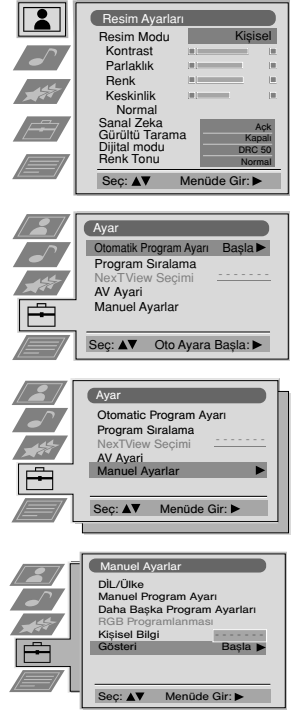 Resim Ayarları
Resim Modu Kişisel
Kontrast
Parlaklık
Renk
Keskinlik
Normal
Sanal Zeka Açık
Gürültü Tarama Kapalı
Dijital modu DRC 50
Renk Tonu Normal
Seç: ▲▼ Menüde Gir: ▶
Ayar
Otomatik Program Ayarı Başla ▶
Program Sıralama
NexTView Seçimi - - - - - -
AV Ayari
Manuel Ayarlar
Seç: ▲▼ Oto Ayara Başla: ▶
Ayar
Otomatic Program Ayarı
Program Sıralama
NexTView Seçimi - - - - - -
AV Ayari
Manuel Ayarlar ▶
Seç: ▲▼ Menüde Gir: ▶
Manuel Ayarlar
DİL/Ülke
Manuel Program Ayarı
Daha Başka Program Ayarları
RGB Programlanması
Kişisel Bilgi - - - - - - -
Gösteri Başla ▶
Seç: ▲▼ Menüde Gir: ▶